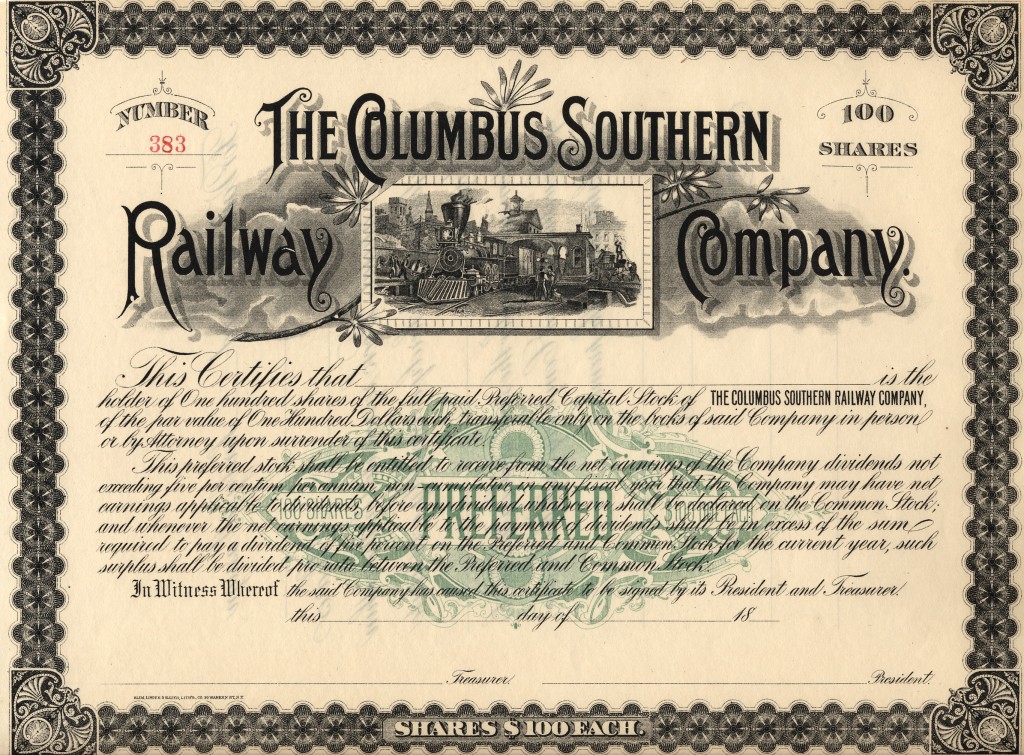 NUMBER
383
100
SHARES
THE COLUMBUS SOUTHERN
Railway Company.
This Certifies that is the
holder of One hundred shares of the full paid Preferred Capital Stock of THE COLUMBUS SOUTHERN RAILWAY COMPANY,
of the par value of One Hundred Dollars each, transferable only on the books of said Company in person
or by Attorney upon surrender of this certificate.
This preferred stock shall be entitled to receive from the net earnings of the Company dividends not
exceeding five per centum per annum, non cumulative in any fiscal year that the Company may have net
earnings applicable to dividends, before any dividends shall be declared on the Common Stock;
and whenever the net earnings applicable to the payment of dividends shall be in excess of the sum
required to pay a dividend of five percent on the Preferred and Common Stock for the current year, such
surplus shall be divided pro rata between the Preferred and Common Stock.
100 SHARES PREFERRED
In Witness Whereof the said Company has caused this certificate to be signed by its President and Treasurer.
this day of 18
Treasurer. President.
SHARES $100 EACH.